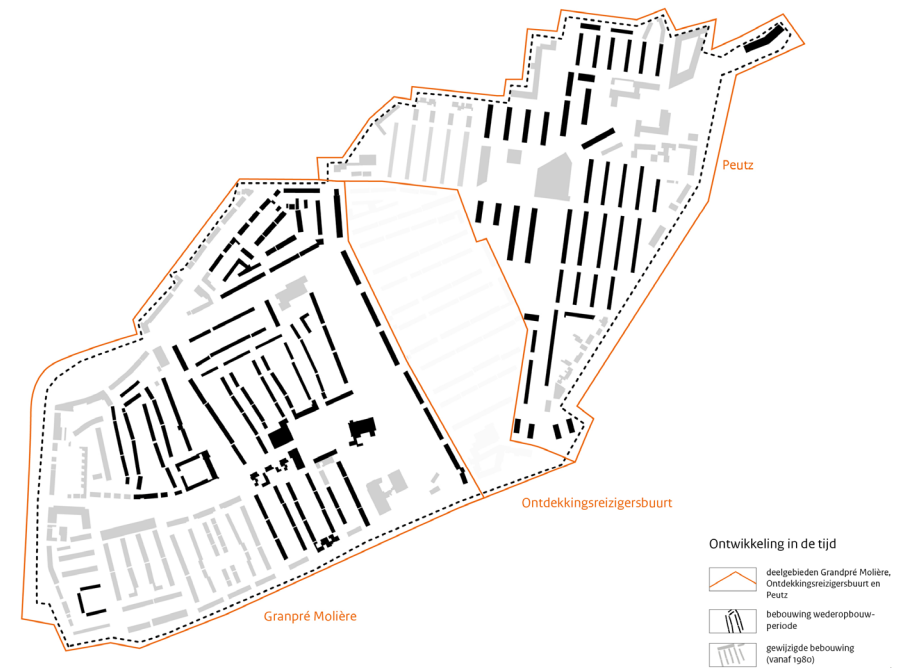 Peutz
Ontdekkingsreizigersbuurt
Granpré Molière
Ontwikkeling in de tijd
deelgebieden Grandpré Molière,
Ontdekkingsreizigersbuurt en
Peutz
bebouwing wederopbouw-
periode
gewijzigde bebouwing
(vanaf 1980)